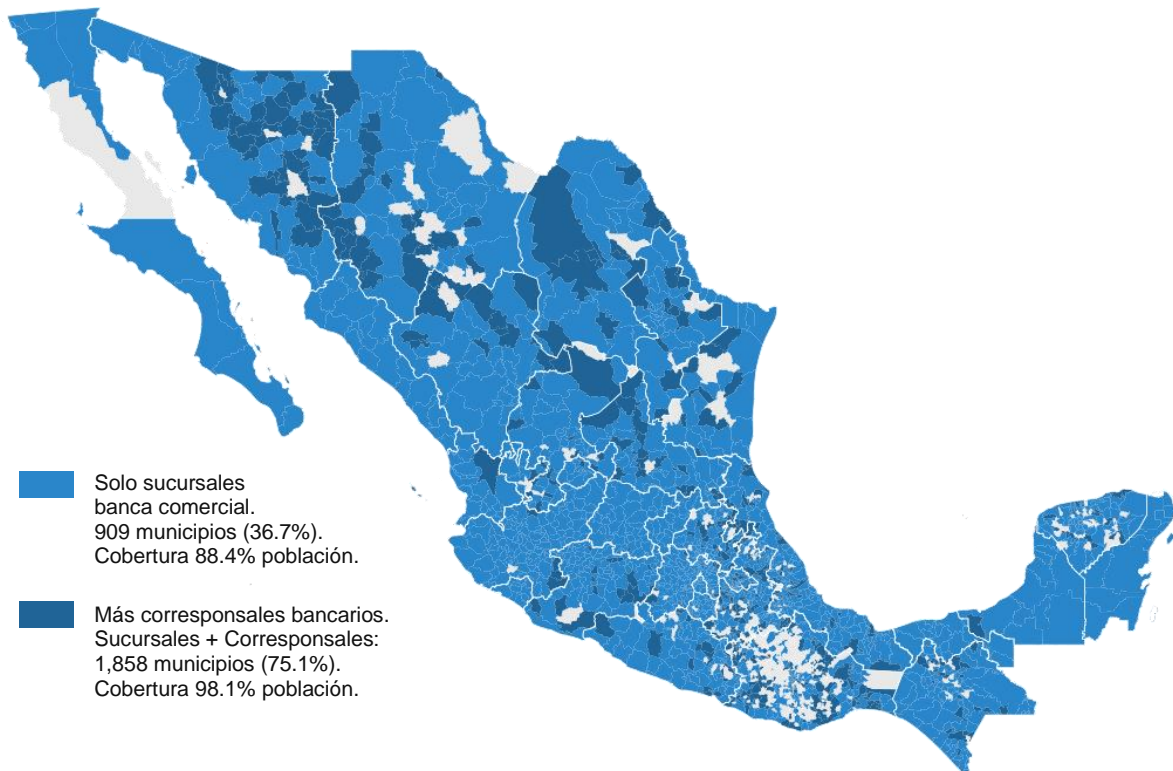 Solo sucursales
banca comercial.
909 municipios (36.7%).
Cobertura 88.4% población.
Más corresponsales bancarios.
Sucursales + Corresponsales:
1,858 municipios (75.1%).
Cobertura 98.1% población.